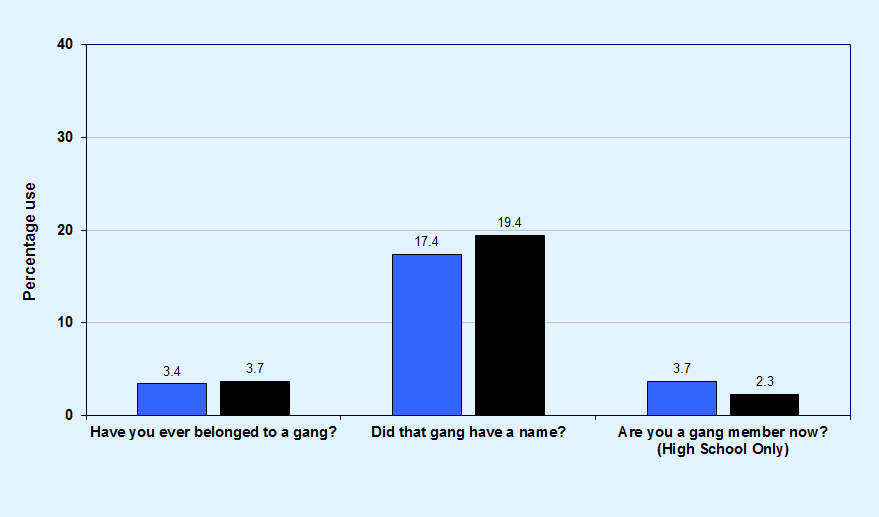 40
30
20
10
0
Percentage use
3.4
3.7
17.4
19.4
3.7
2.3
Have you ever belonged to a gang?
Did that gang have a name?
Are you a gang member now?
(High School Only)